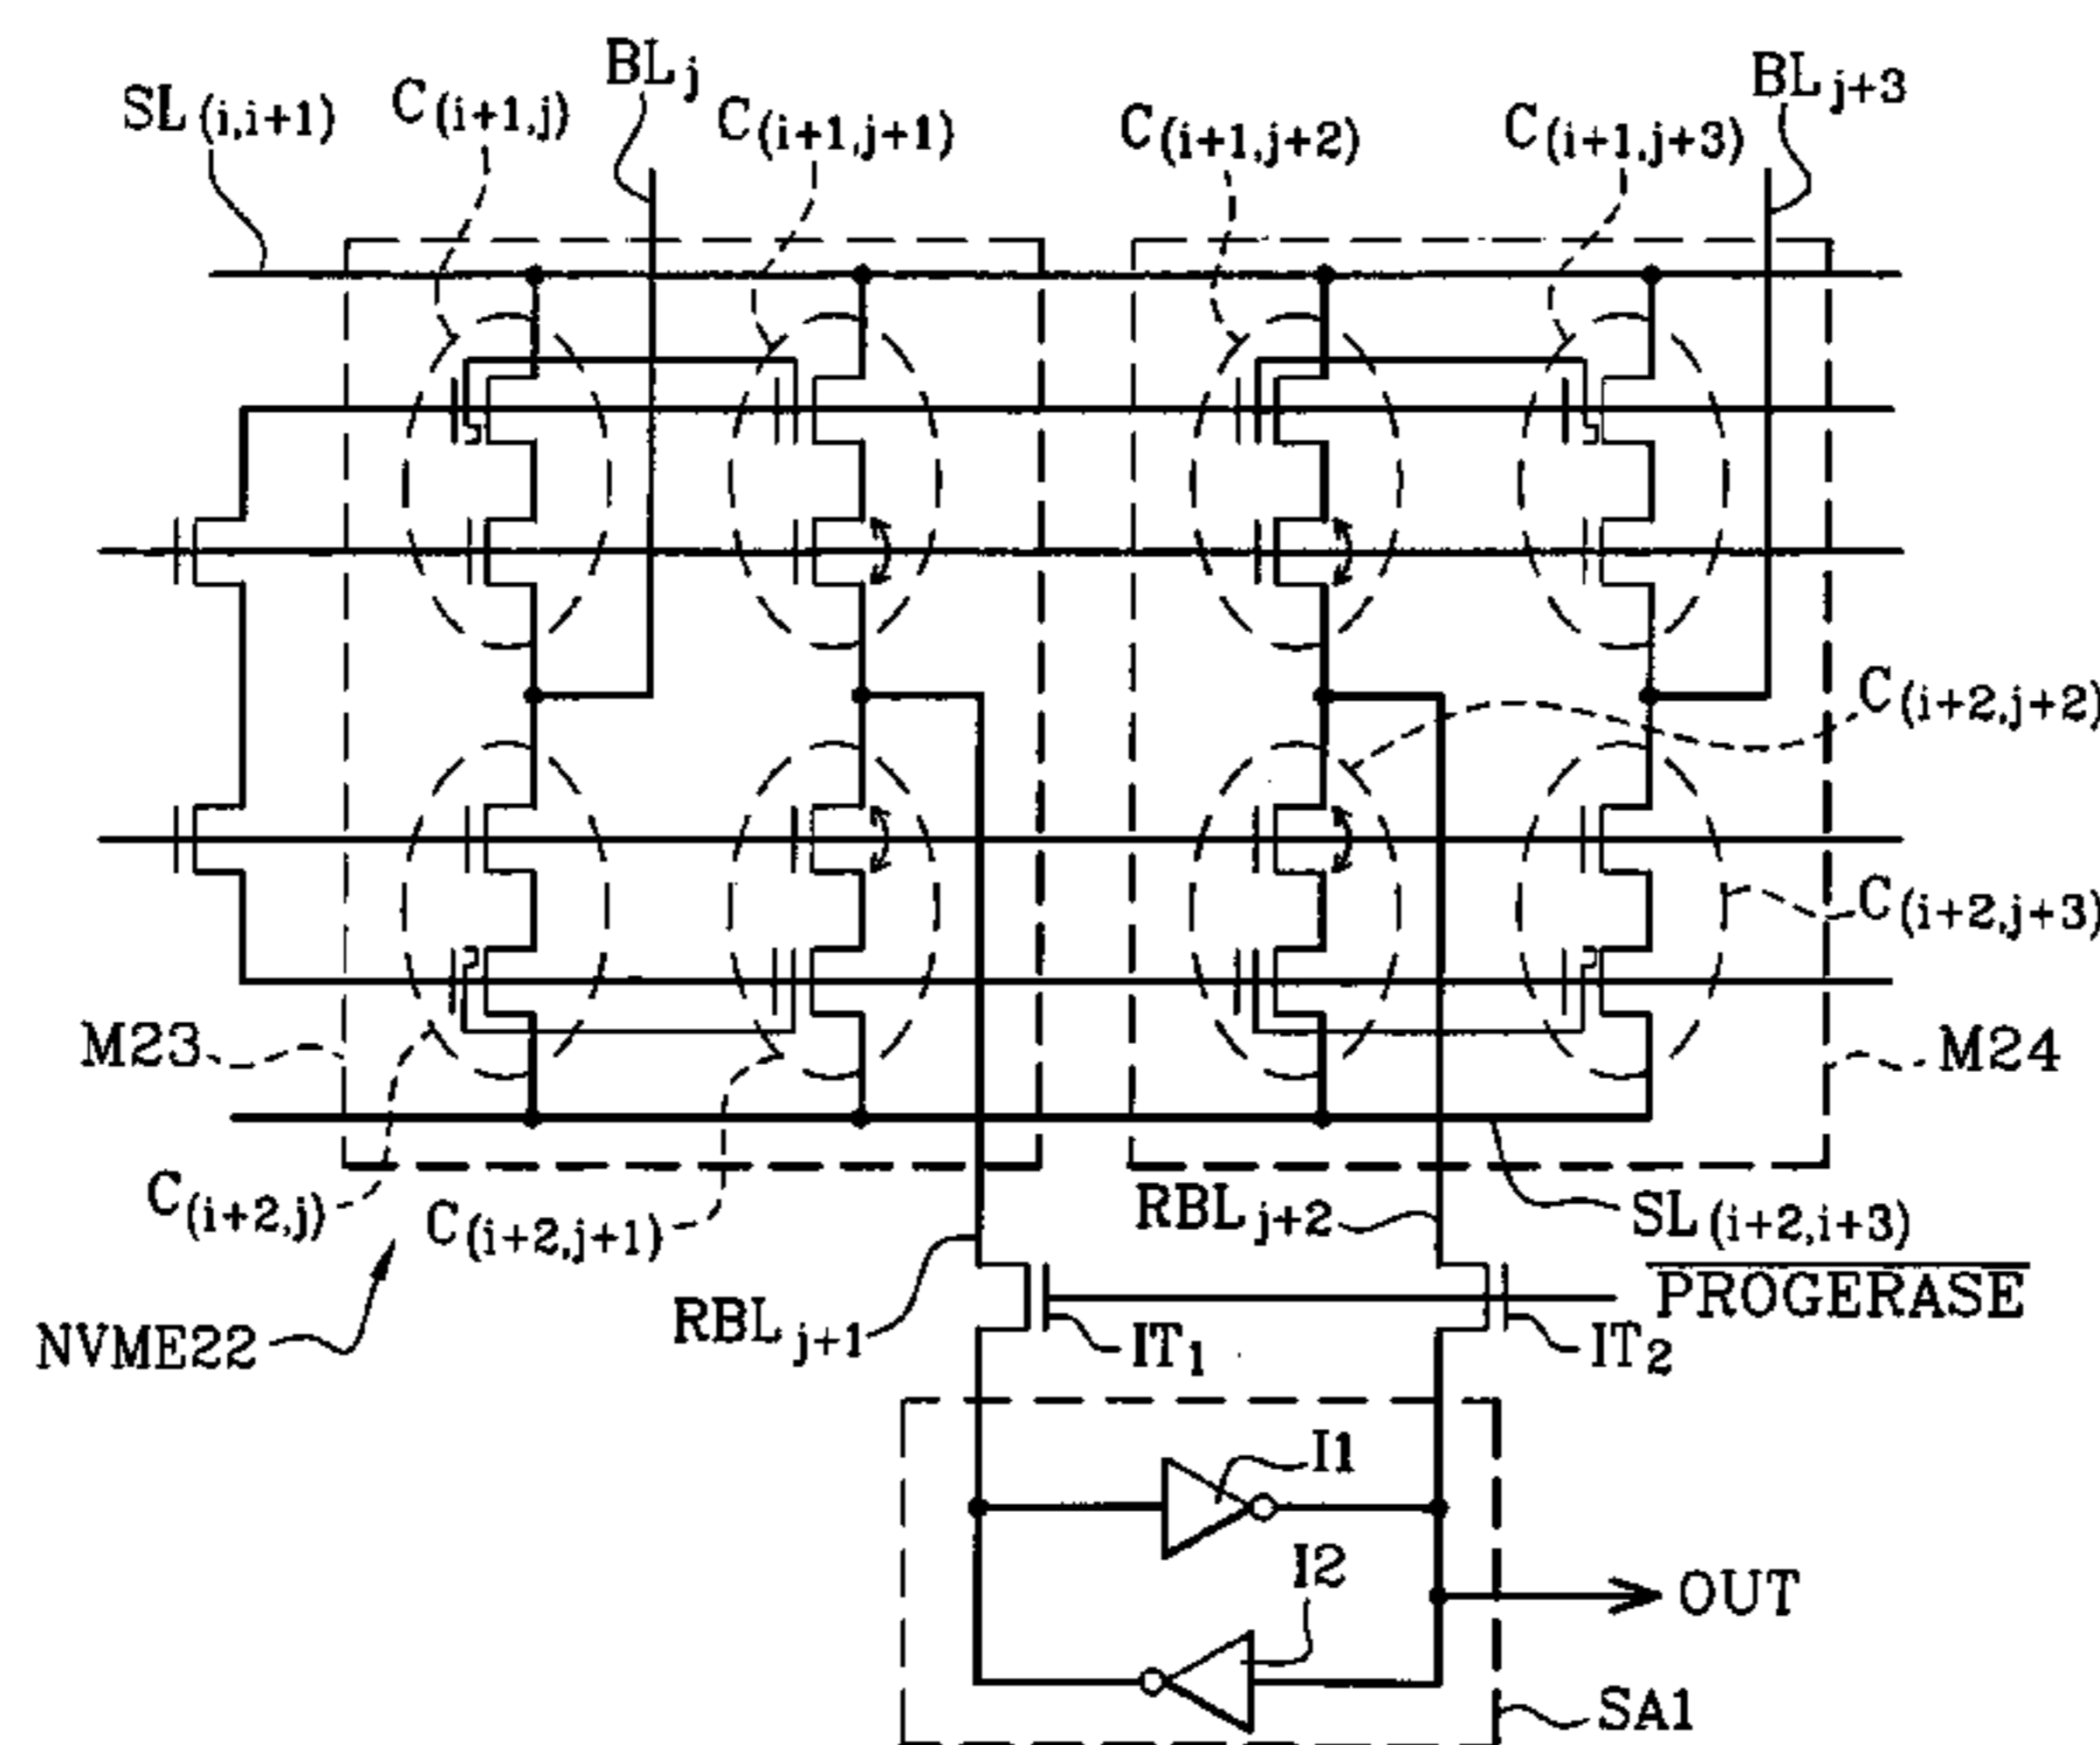 BLj
BLj+3
SL(i,i+1)
C(i+1,j)
C(i+1,j+1)
C(i+1,j+2)
C(i+1,j+3)
C(i+2,j+2)
C(i+2,j+3)
M23
M24
C(i+2,j)
C(i+2,j+1)
RBLj+2
SL(i+2,i+3)
PROGERASE
NVME22
RBLj+1
IT1
IT2
I1
I2
OUT
SA1